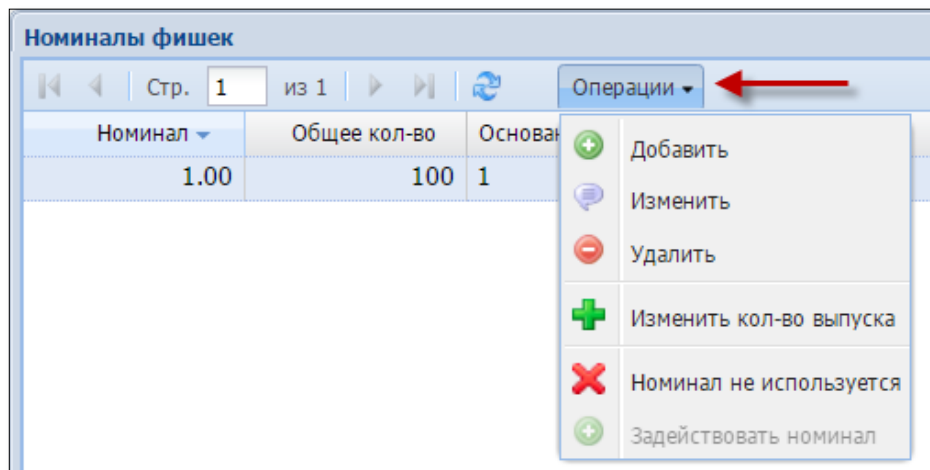 Номиналы фишек
Стр. 1 из 1 Операции
Номинал Общее кол-во
1.00 100 1
Добавить
Изменить
Удалить
Изменить кол-во выпуска
Номинал не используется
Задействовать номинал